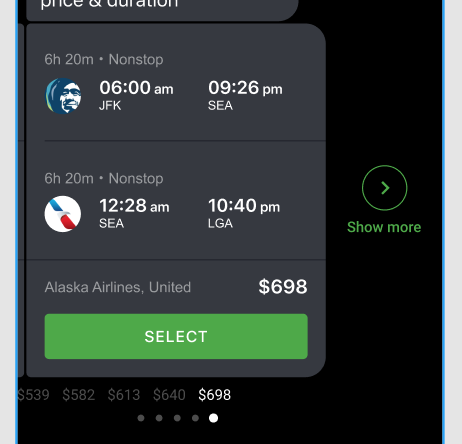 price & duration
6h 20m • Nonstop
06:00 am 09:26 pm
JFK SEA
6h 20m • Nonstop
12:28 am 10:40 pm
SEA LGA
Show more
Alaska Airlines, United $698
SELECT
$539 $582 $613 $640 $698